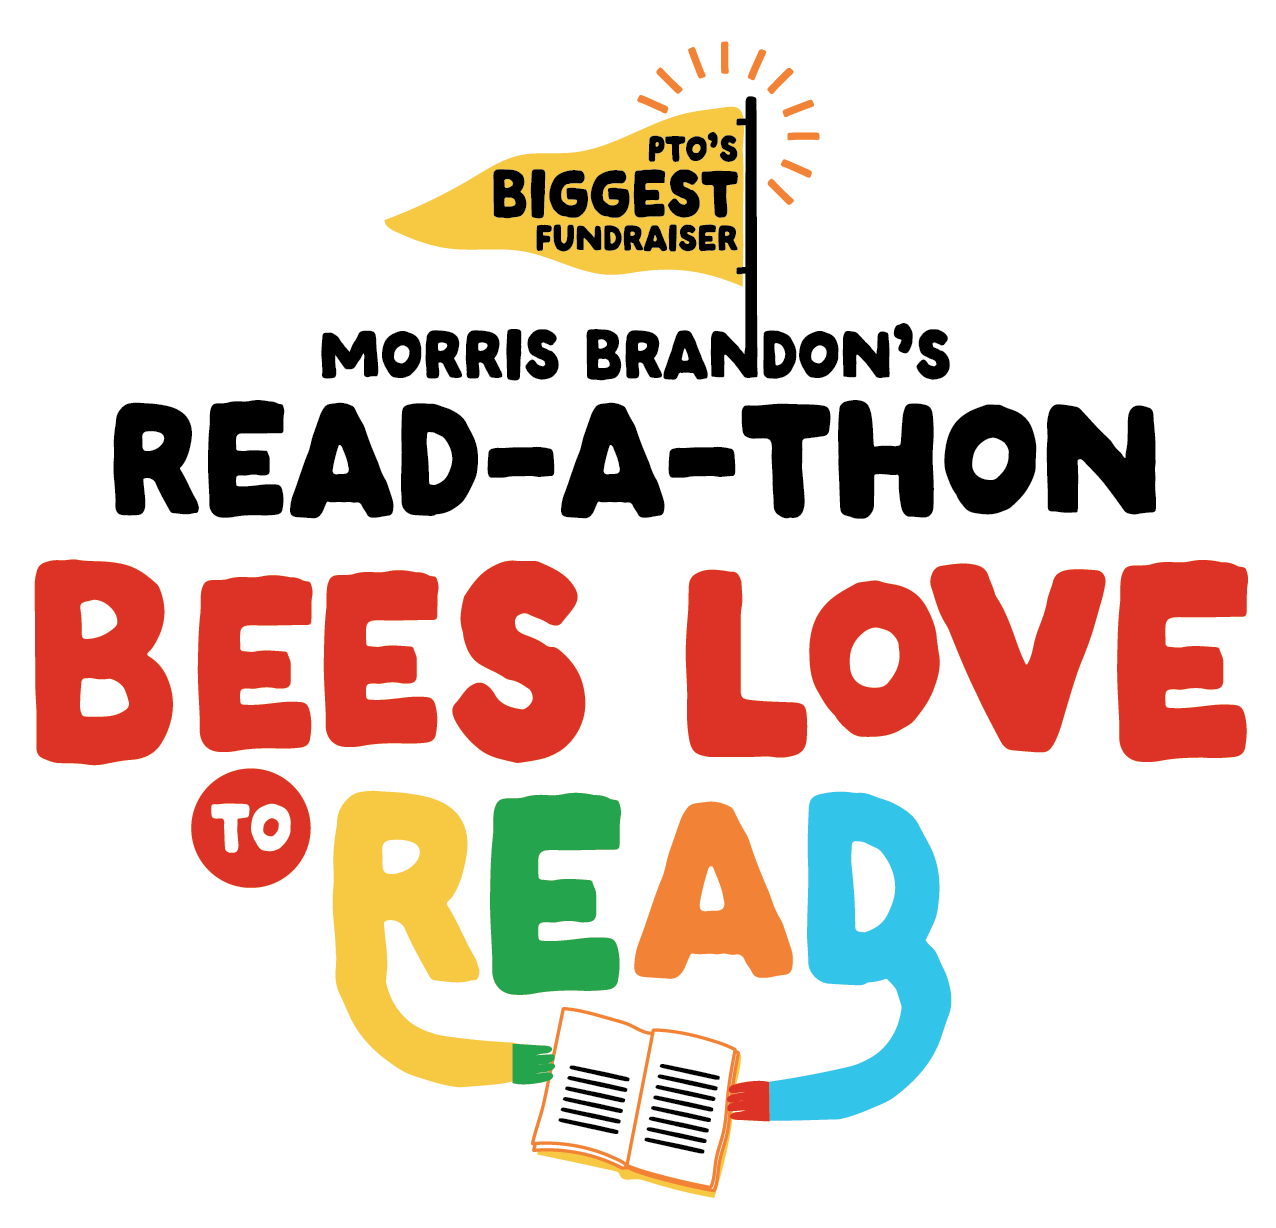 PTO'S
BIGGEST
FUNDRAISER
MORRIS BRANDON'S
READ-A-THON
BEES LOVE
TO READ